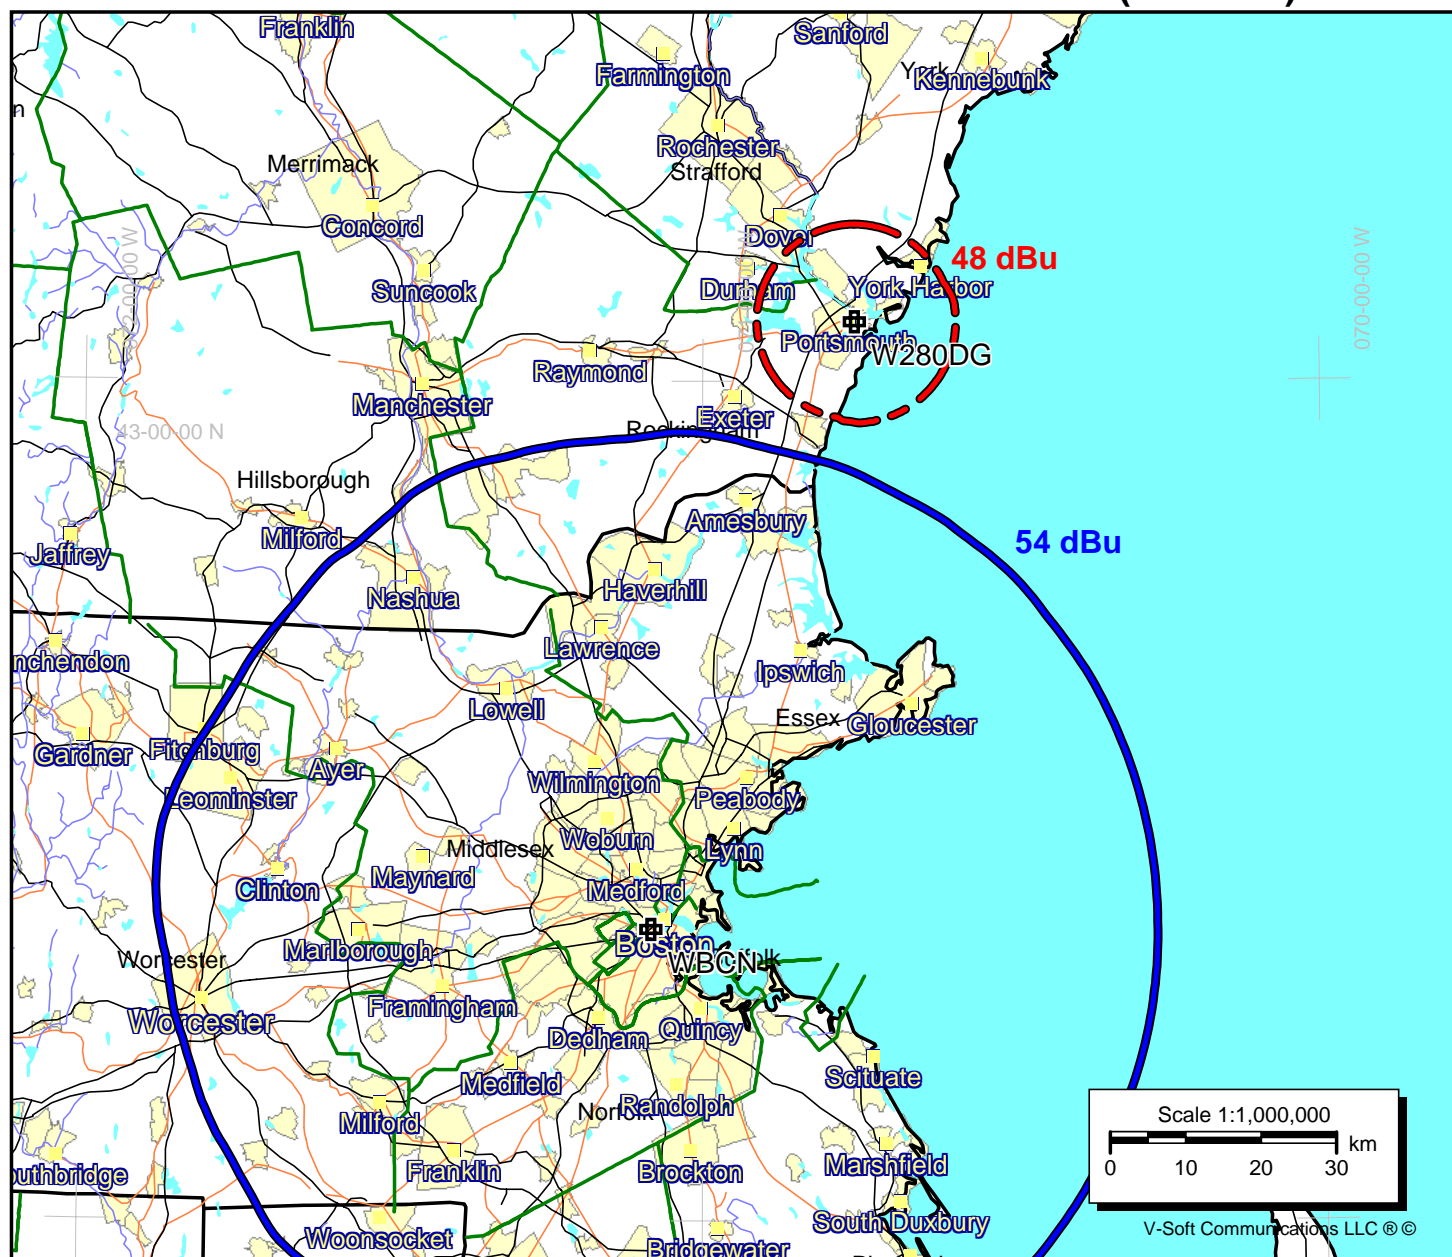 Franklin
Sanford
York
Kennebunk
Farmington
Rochester
Strafford
Merrimack
Concord
Dover
48 dBu
Suncook
Durham
York Harbor
070-00-00 W
Portsmouth
W280DG
Raymond
Manchester
Exeter
Rockingham
43-00-00 N
Hillsborough
Milford
Amesbury
54 dBu
Jaffrey
Nashua
Haverhill
Lawrence
nchendon
Ipswich
Lowell
Essex
Gloucester
Gardner
Fitchburg
Ayer
Wilmington
Leominster
Peabody
Woburn
Lynn
Middlesex
Maynard
Clinton
Medford
Marlborough
Boston
Worcester
WBCN
Framingham
Worcester
Dedham
Quincy
Medfield
Scituate
Randolph
Norfolk
Milford
Scale 1:1,000,000
km
0 10 20 30
outhbridge
Franklin
Brockton
Marshfield
South Duxbury
Woonsocket
V-Soft Communications LLC ® ©
Bridgewater